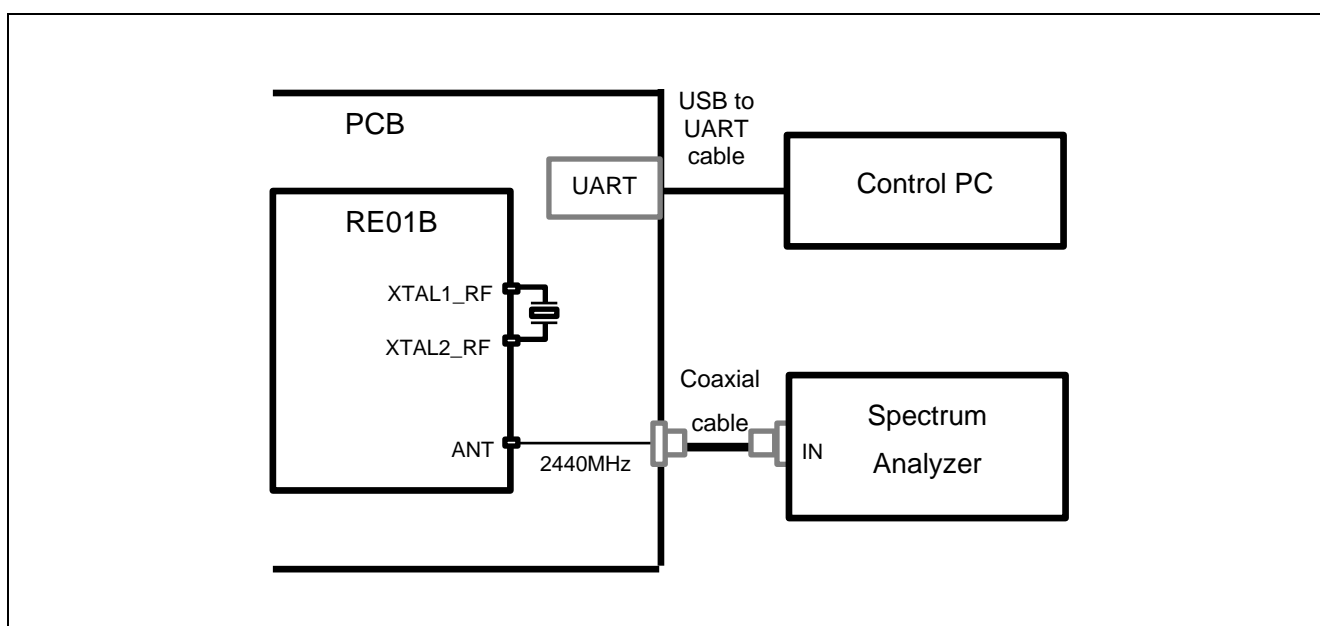 PCB
USB to
UART
cable
UART
Control PC
RE01B
XTAL1_RF
XTAL2_RF
Coaxial
cable
ANT
2440MHz
Spectrum
Analyzer
IN